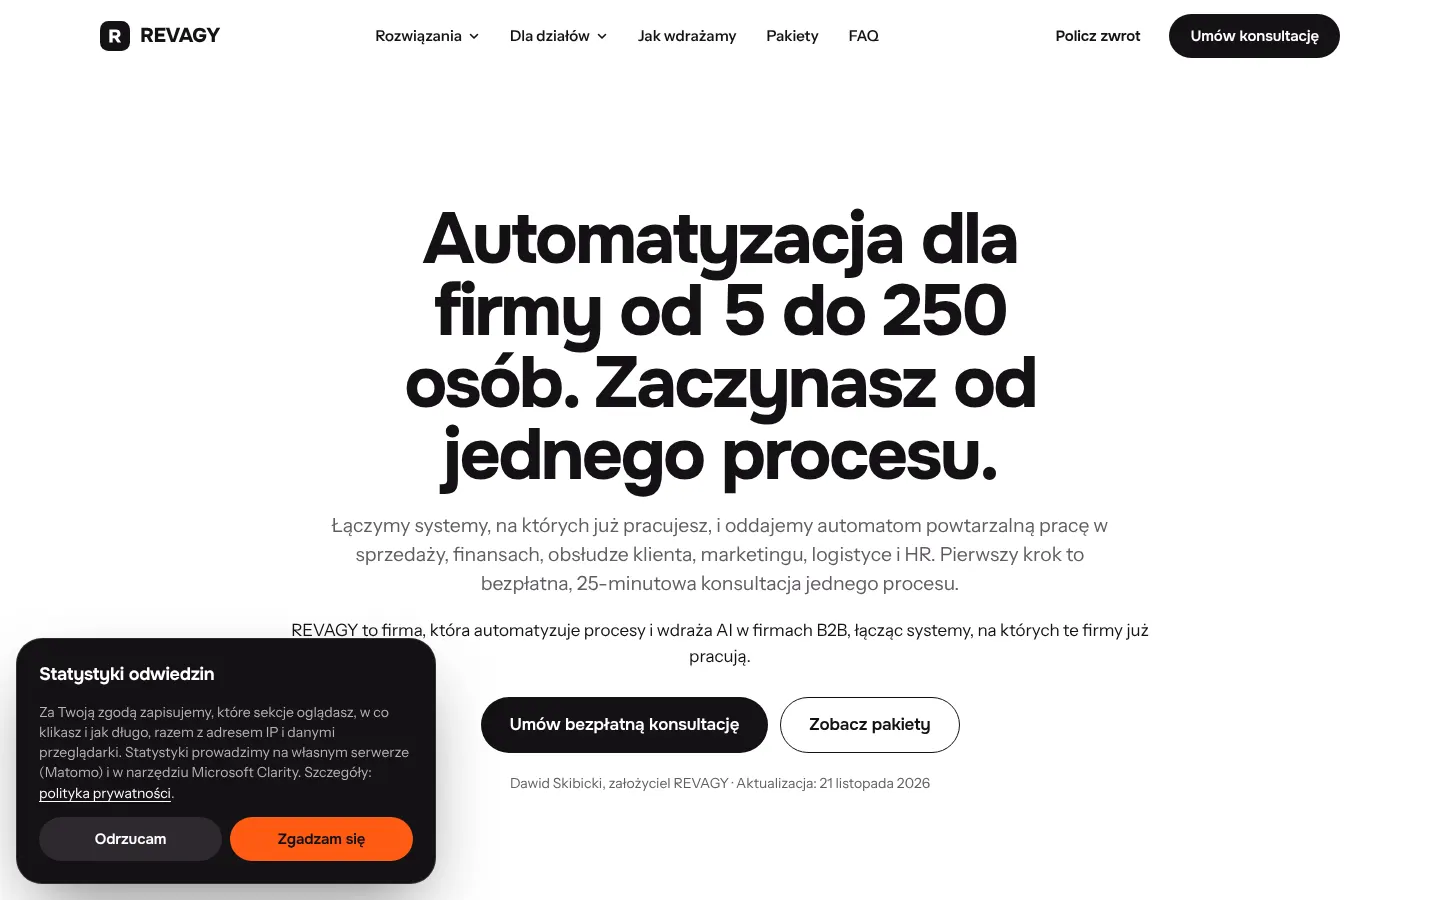 R REVAGY
Rozwiązania
Dla działów
Jak wdrażamy
Pakiety
FAQ
Policz zwrot
Umów konsultację
Automatyzacja dla
firmy od 5 do 250
osób. Zaczynasz od
jednego procesu.
Łączymy systemy, na których już pracujesz, i oddajemy automatom powtarzalną pracę w
sprzedaży, finansach, obsłudze klienta, marketingu, logistyce i HR. Pierwszy krok to
bezpłatna, 25-minutowa konsultacja jednego procesu.
REVAGY to firma, która automatyzuje procesy i wdraża AI w firmach B2B, łącząc systemy, na których te firmy już
pracują.
Umów bezpłatną konsultację
Zobacz pakiety
Dawid Skibicki, założyciel REVAGY · Aktualizacja: 21 listopada 2026
Statystyki odwiedzin
Za Twoją zgodą zapisujemy, które sekcje oglądasz, w co
klikasz i jak długo, razem z adresem IP i danymi
przeglądarki. Statystyki prowadzimy na własnym serwerze
(Matomo) i w narzędziu Microsoft Clarity. Szczegóły:
polityka prywatności.
Odrzucam
Zgadzam się